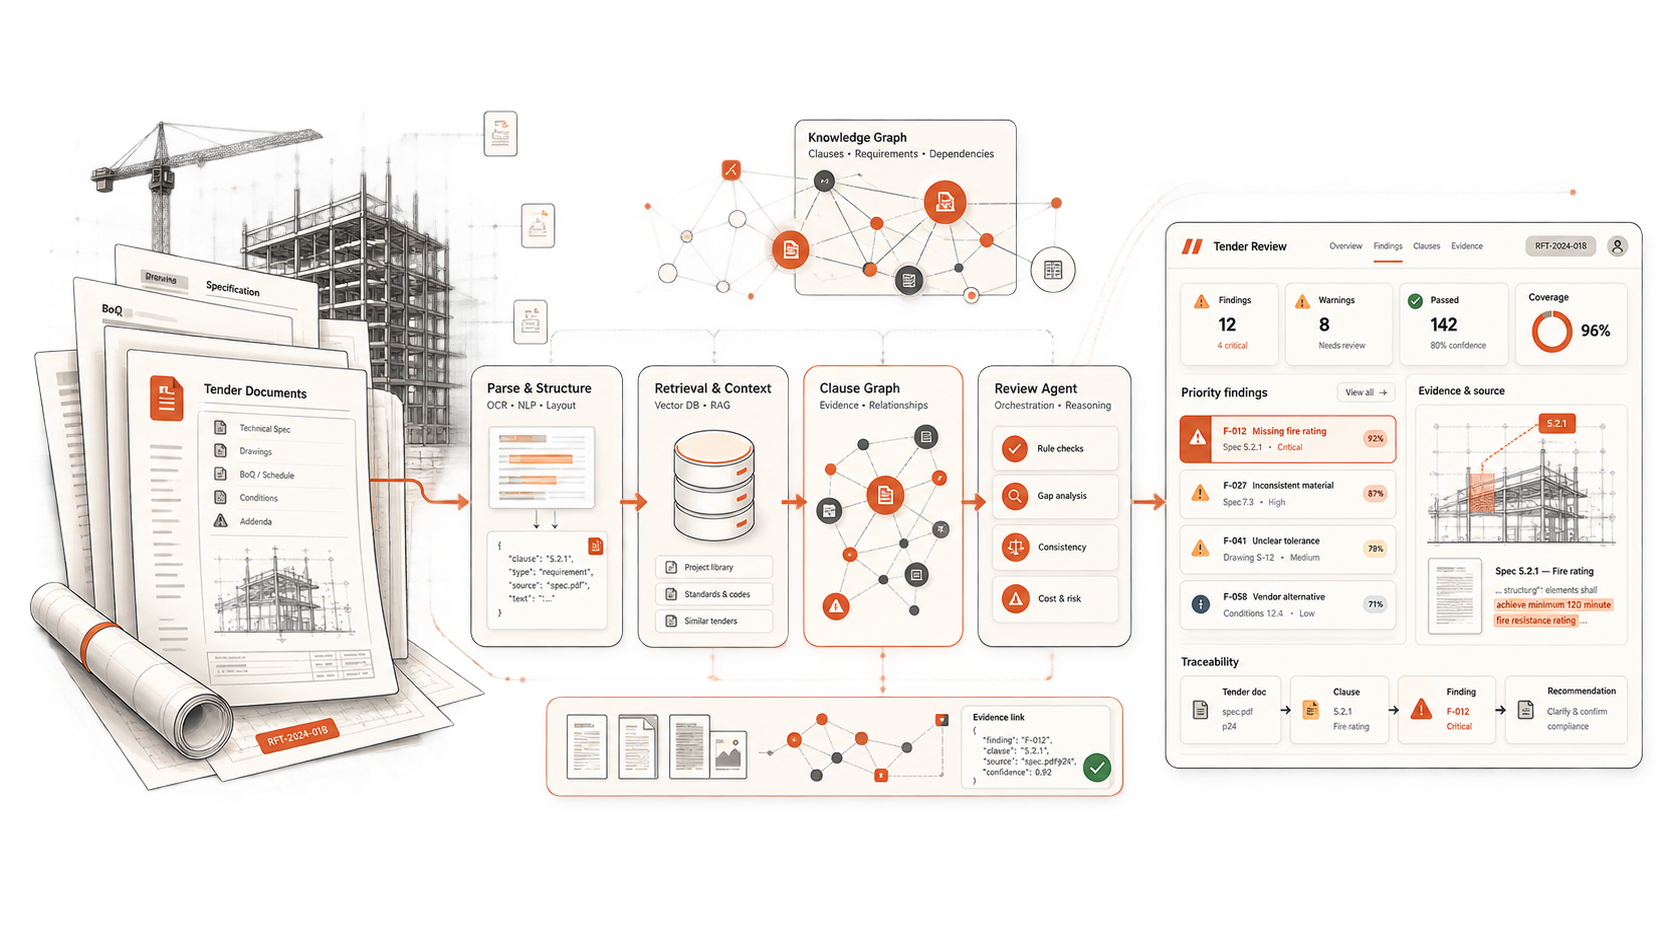 Drawing
Specification
BoQ
Tender Documents
Technical Spec
Drawings
BoQ / Schedule
Conditions
Addenda
RFT-2024-018
Knowledge Graph
Clauses • Requirements • Dependencies
Parse & Structure
OCR • NLP • Layout
{
"clause": "S.2.1",
"type": "requirement",
"source": "spec.pdf",
"text": "..."
}
Retrieval & Context
Vector DB • RAG
Project library
Standards & codes
Similar tenders
Clause Graph
Evidence • Relationships
Review Agent
Orchestration • Reasoning
Rule checks
Gap analysis
Consistency
Cost & risk
Evidence link
{
"finding": "F-012",
"clause": "S.2.1",
"source": "spec.pdf#p24",
"confidence": 0.92
}
Tender Review
Overview
Findings
Clauses
Evidence
RFT-2024-018
Findings
12
4 critical
Warnings
8
Needs review
Passed
142
80% confdence
Coverage
96%
Priority findings
View all →
F-012 Missing fire rating
Spec 5.2.1 • Critical
92%
F-027 Inconsistent material
Spec 7.3 • High
87%
F-041 Unclear tolerance
Drawing S-12 • Medium
78%
F-058 Vendor alternative
Conditions 12.4 • Low
71%
Evidence & source
S.2.1
Spec 5.2.1 — Fire rating
... structury" elements shall
achieve minimum 120 minute
fire resistance rating ...
Traceability
Tender doc
spec.pdf
p24
Clause
5.2.1
Fire rating
Finding
F-012
Critical
Recommendation
Clarify & confirm
compliance